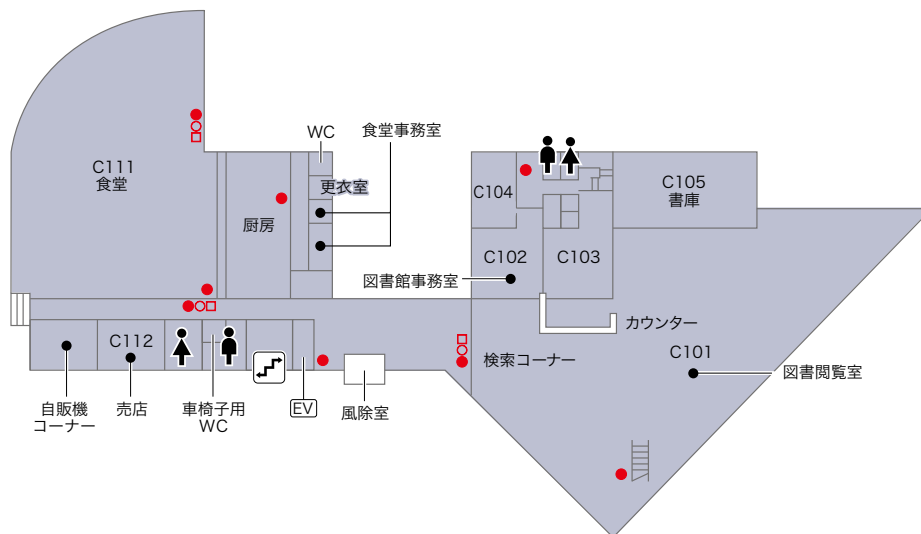 WC
食堂事務室
C111
食堂
更衣室
C104
C105
書庫
厨房
C102
C103
図書館事務室
カウンター
C112
検索コーナー
C101
図書閲覧室
自販機
コーナー
売店
車椅子用
WC
EV
風除室